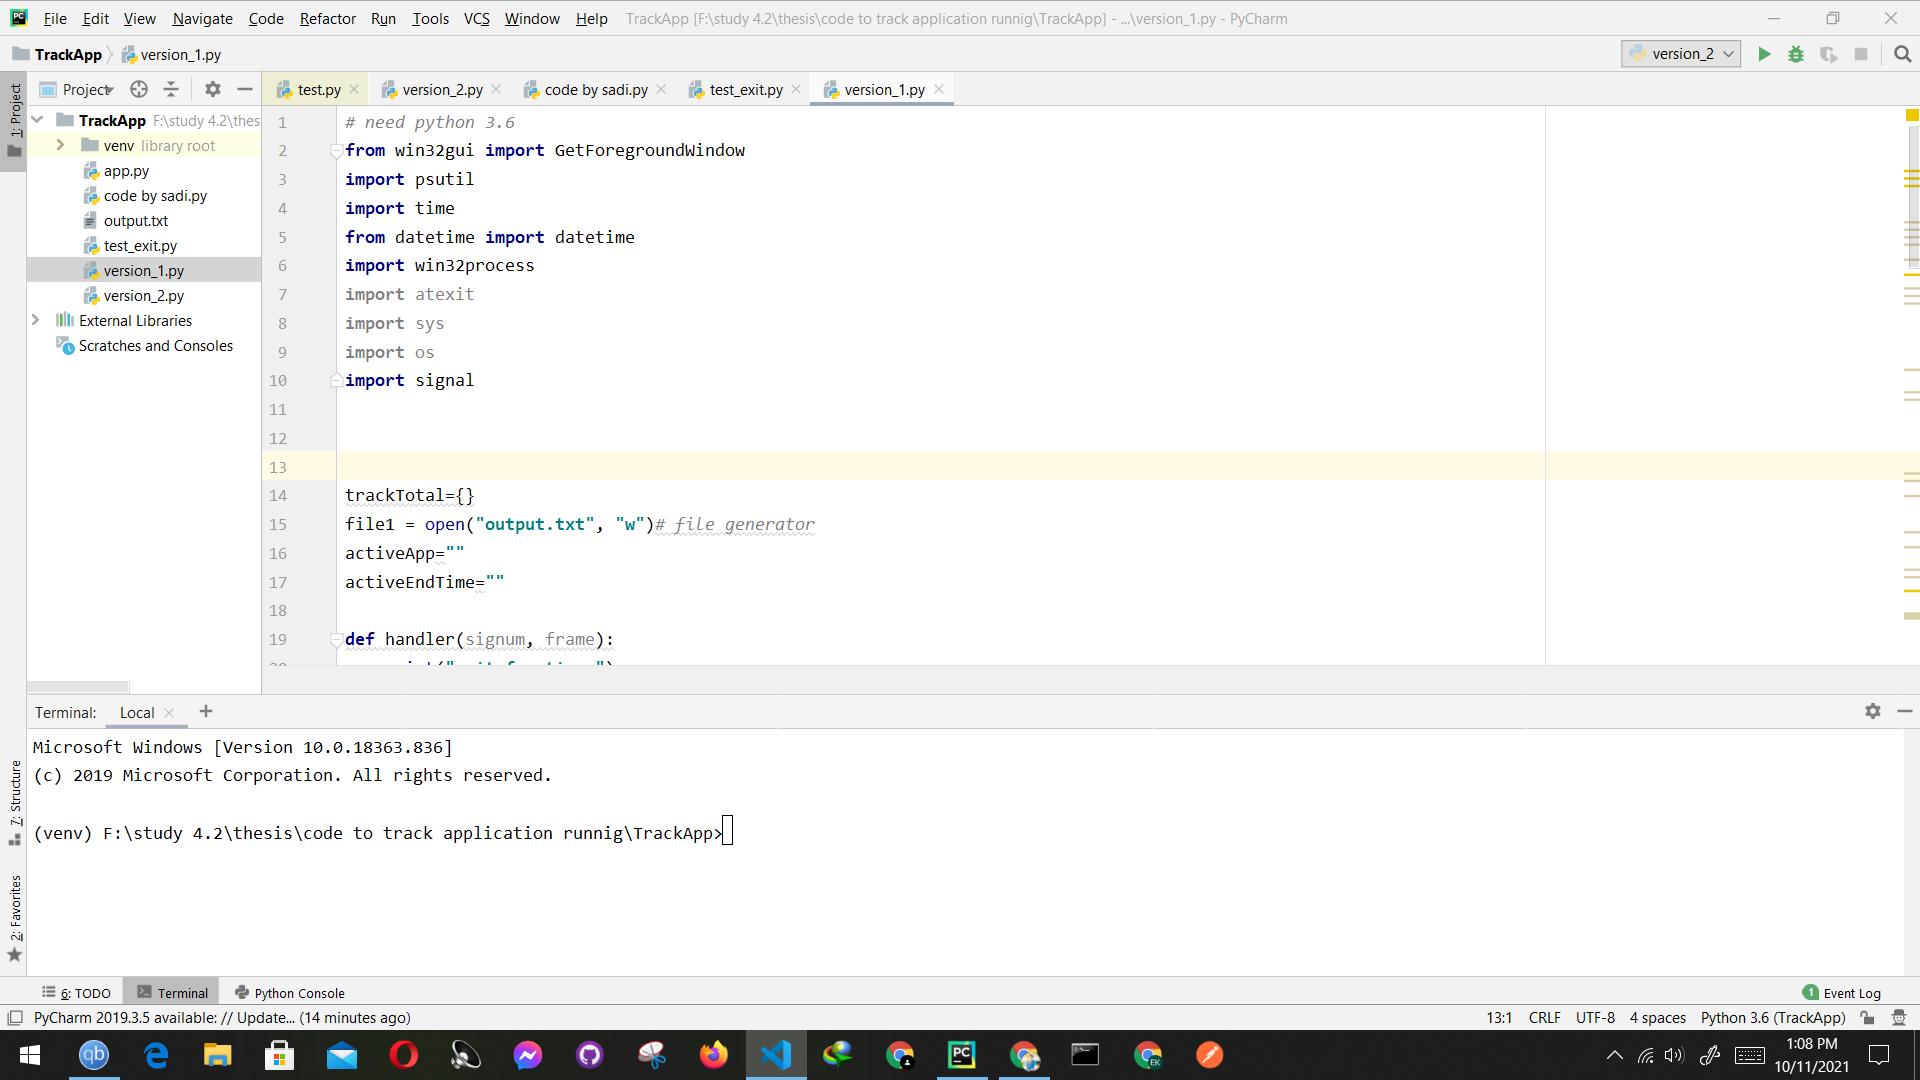 File Edit View Navigate Code Refactor Run Tools VCS Window Help TrackApp [F:\study 4.2\thesis\code to track application runnig\TrackApp] - ...\version_1.py - PyCharm
TrackApp version_1.py version_2
1: Project
Project
TrackApp F:\study 4.2\thes
venv library root
app.py
code by sadi.py
output.txt
test_exit.py
version_1.py
version_2.py
External Libraries
Scratches and Consoles
test.py version_2.py code by sadi.py test_exit.py version_1.py
1 # need python 3.6
2 from win32gui import GetForegroundWindow
3 import psutil
4 import time
5 from datetime import datetime
6 import win32process
7 import atexit
8 import sys
9 import os
10 import signal
11
12
13
14 trackTotal={}
15 file1 = open("output.txt", "w")# file generator
16 activeApp=""
17 activeEndTime=""
18
19 def handler(signum, frame):
Terminal: Local
Microsoft Windows [Version 10.0.18363.836]
(c) 2019 Microsoft Corporation. All rights reserved.
(venv) F:\study 4.2\thesis\code to track application runnig\TrackApp>
7: Structure
2: Favorites
6: TODO Terminal Python Console 1 Event Log
PyCharm 2019.3.5 available: // Update... (14 minutes ago) 13:1 CRLF UTF-8 4 spaces Python 3.6 (TrackApp)
qb PC EK
1:08 PM
10/11/2021